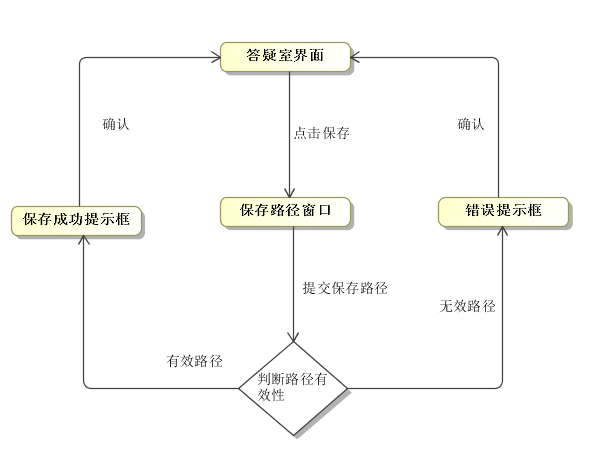 答疑室界面
确认
点击保存
确认
保存成功提示框
保存路径窗口
错误提示框
提交保存路径
无效路径
有效路径
判断路径有
效性